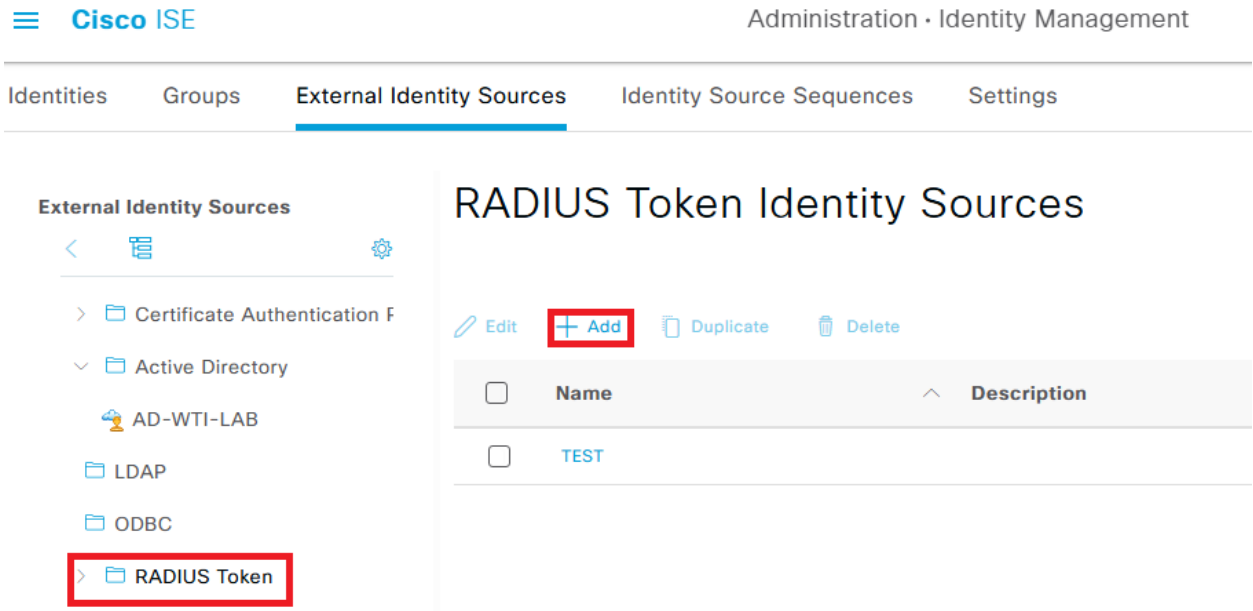 Cisco ISE
Administration · Identity Management
Identities Groups External Identity Sources Identity Source Sequences Settings
External Identity Sources
RADIUS Token Identity Sources
Certificate Authentication F
Edit Add Duplicate Delete
Active Directory
Name Description
AD-WTI-LAB
TEST
LDAP
ODBC
RADIUS Token